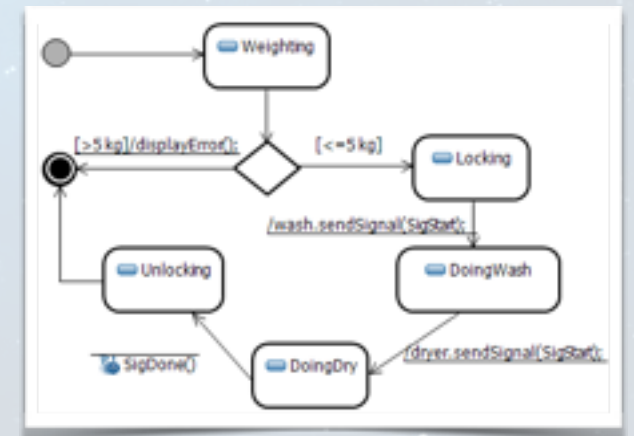 Weighting
[>5 kg]/displayError();
[<=5 kg]
Locking
/wash.sendSignal(SigStart);
Unlocking
DoingWash
SigDone()
DoingDry
/dryer.sendSignal(SigStart);